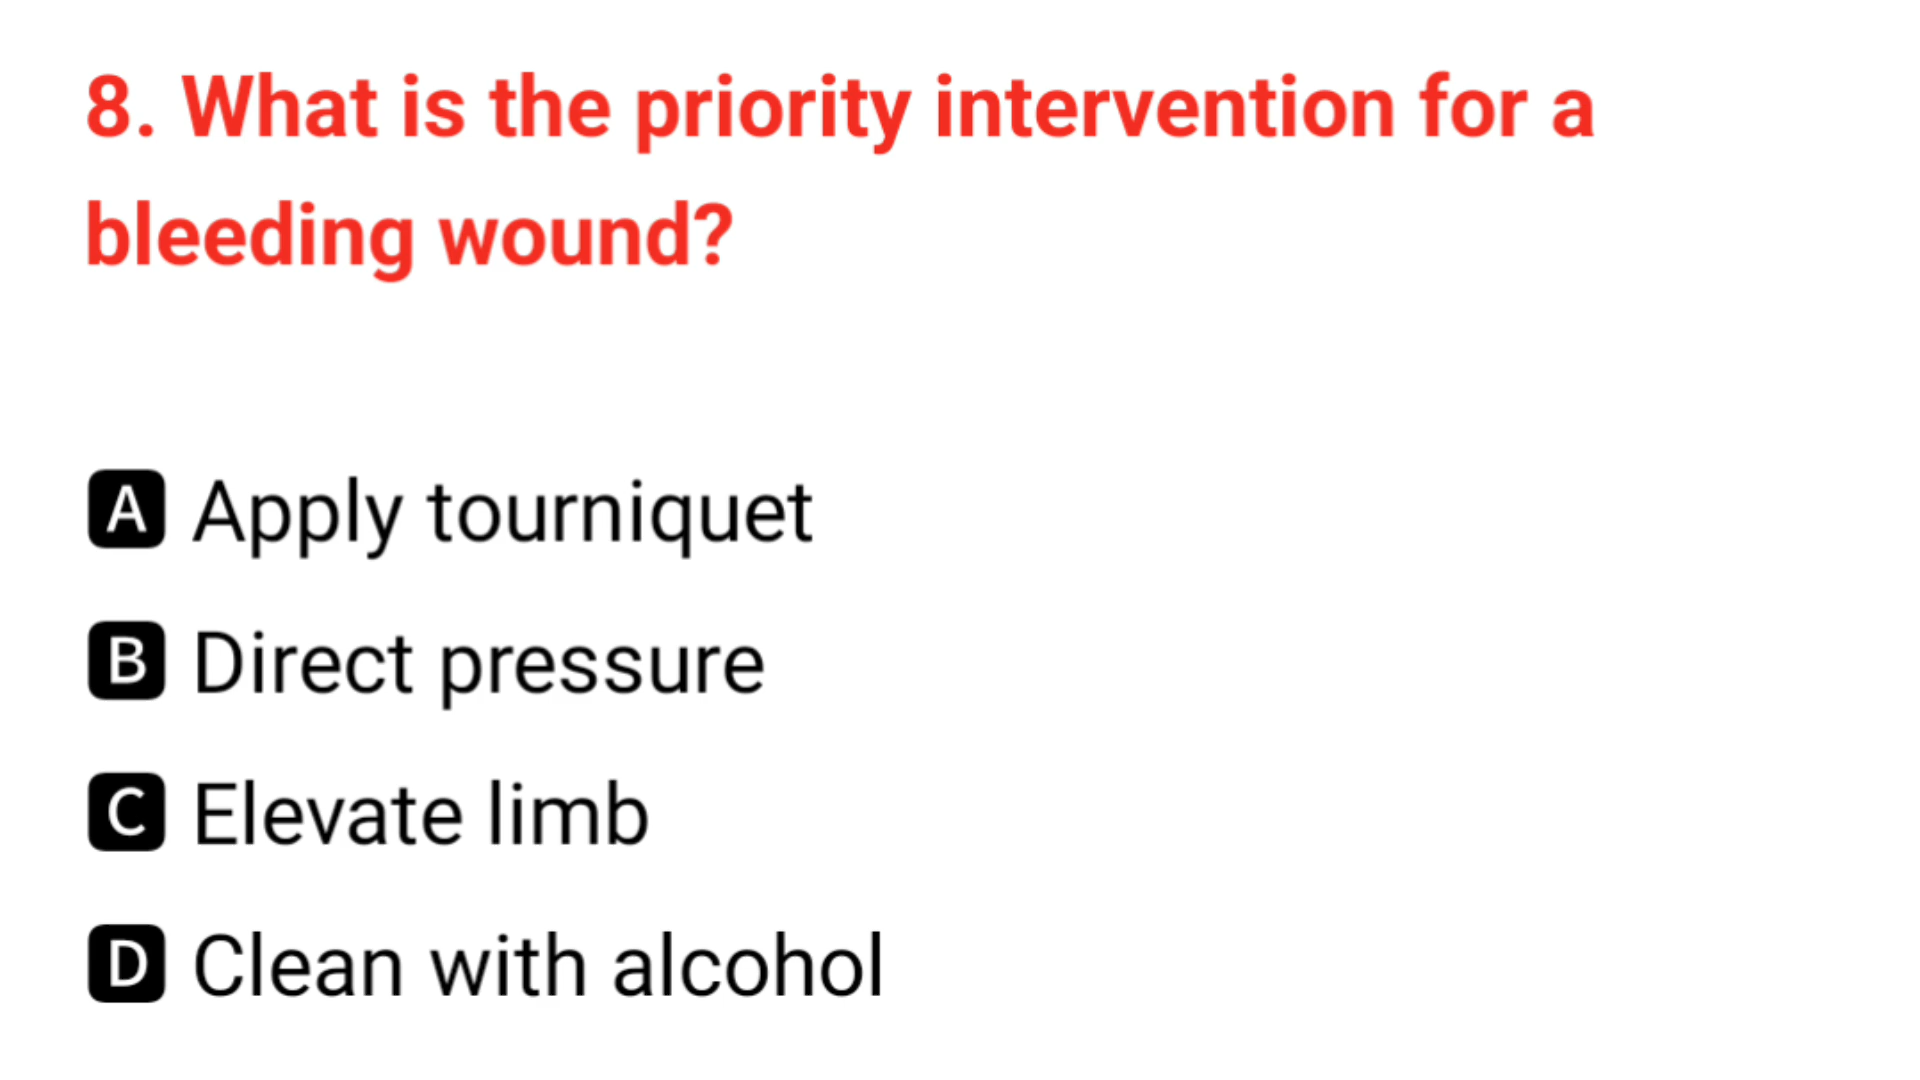 8. What is the priority intervention for a
bleeding wound?
A Apply tourniquet
B Direct pressure
C Elevate limb
D Clean with alcohol